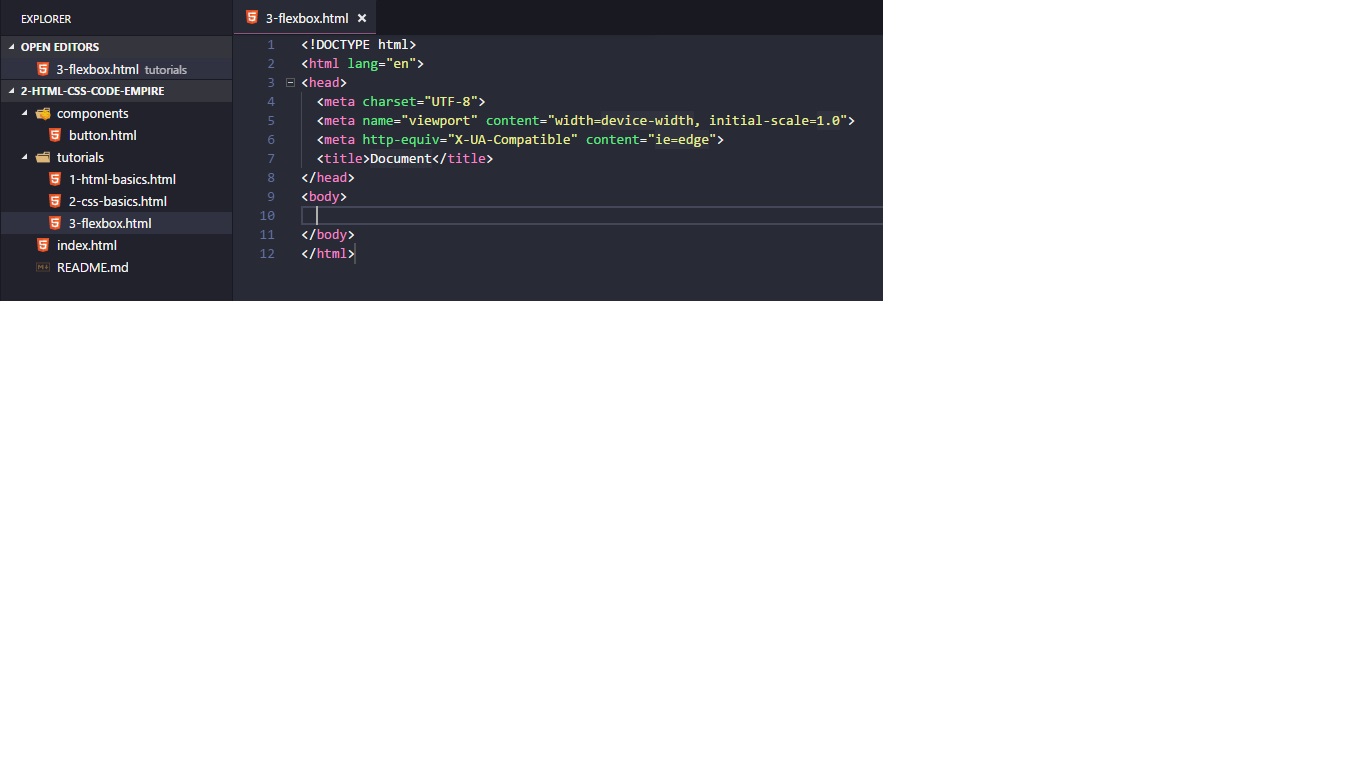 EXPLORER
OPEN EDITORS
3-flexbox.html tutorials
2-HTML-CSS-CODE-EMPIRE
components
button.html
tutorials
1-html-basics.html
2-css-basics.html
3-flexbox.html
index.html
README.md
3-flexbox.html
1 <!DOCTYPE html>
2 <html lang="en">
3 <head>
4 <meta charset="UTF-8">
5 <meta name="viewport" content="width=device-width, initial-scale=1.0">
6 <meta http-equiv="X-UA-Compatible" content="ie=edge">
7 <title>Document</title>
8 </head>
9 <body>
10
11 </body>
12 </html>